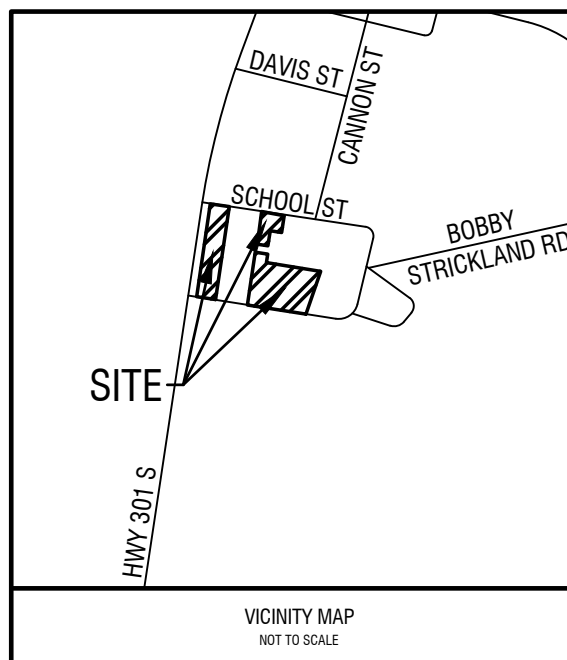 DAVIS ST
CANNON ST
SCHOOL ST
BOBBY
STRICKLAND RD
SITE
HWY 301 S
VICINITY MAP
NOT TO SCALE